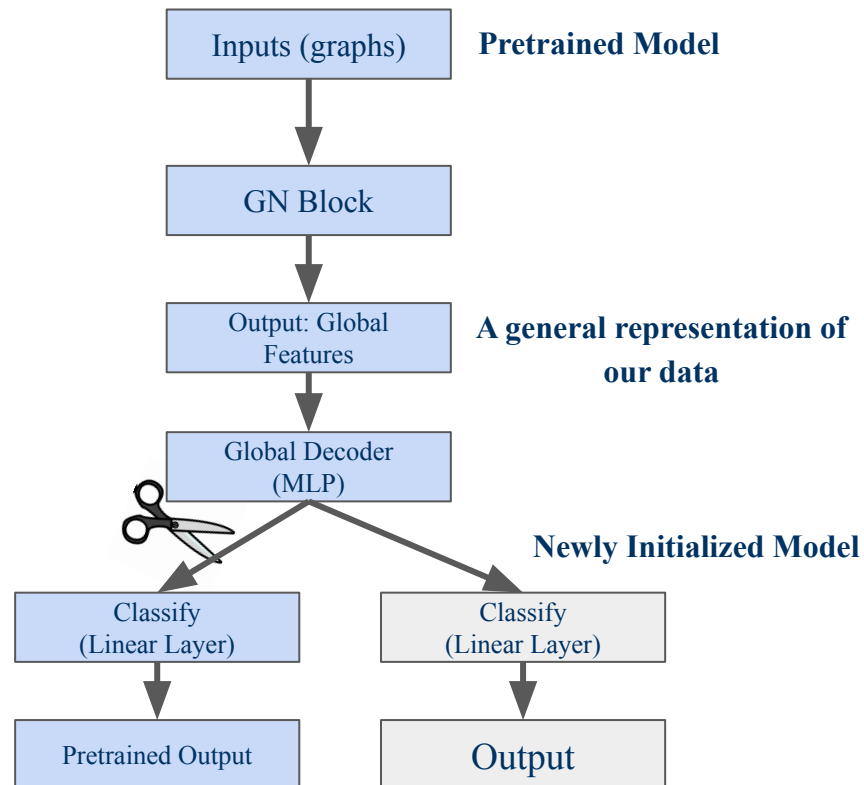 Inputs (graphs)
Pretrained Model
GN Block
Output: Global
Features
A general representation of
our data
Global Decoder
(MLP)
Newly Initialized Model
Classify
(Linear Layer)
Classify
(Linear Layer)
Pretrained Output
Output